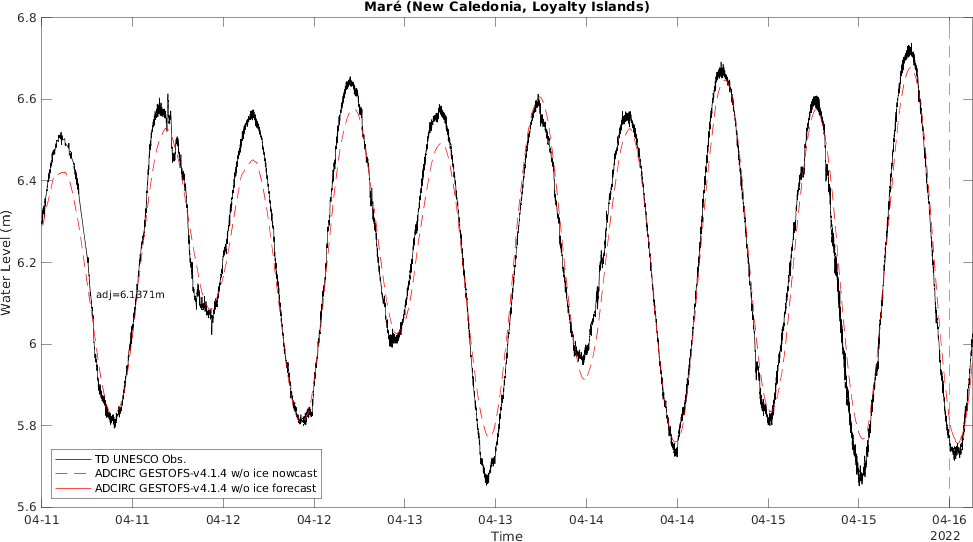 Maré (New Caledonia, Loyalty Islands)
6.8
6.6
6.4
6.2
6
5.8
5.6
Water Level (m)
adj=6.1371m
TD UNESCO Obs.
ADCIRC GESTOFS-v4.1.4 w/o ice nowcast
ADCIRC GESTOFS-v4.1.4 w/o ice forecast
04-11 04-11 04-12 04-12 04-13 04-13 04-14 04-14 04-15 04-15 04-16
2022
Time